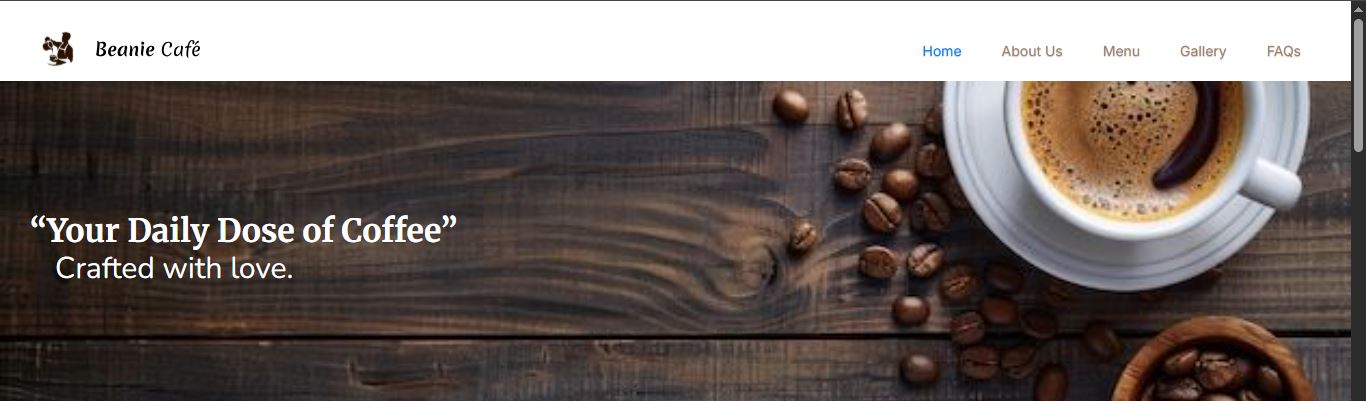 Beanie Café
Home About Us Menu Gallery FAQs
“Your Daily Dose of Coffee”
Crafted with love.